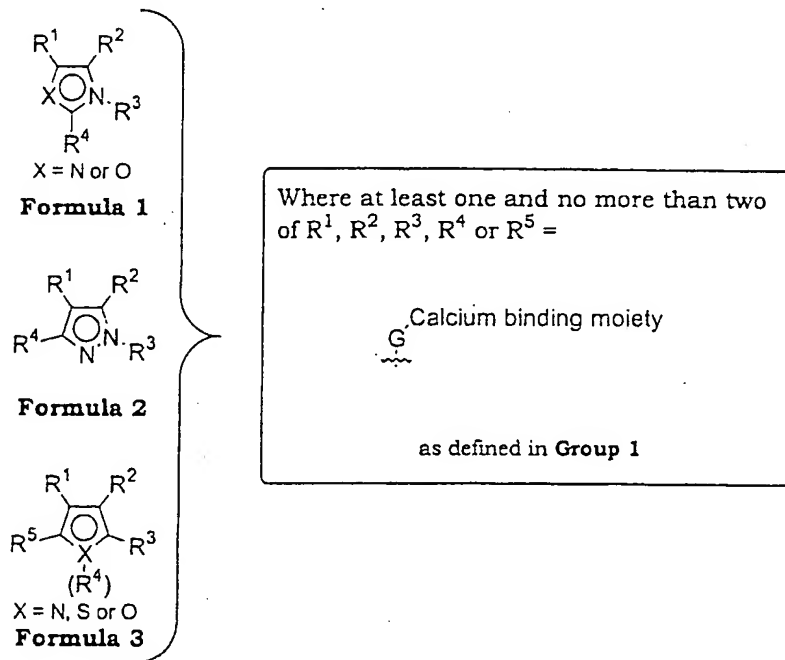 R¹ R²
X N R³
R⁴
X = N or O
Formula 1
R¹ R²
R⁴ N N R³
Formula 2
R¹ R²
R⁵ X R³
(R⁴)
X = N, S or O
Formula 3
Where at least one and no more than two
of R¹, R², R³, R⁴ or R⁵ =
Calcium binding moiety
G
as defined in Group 1